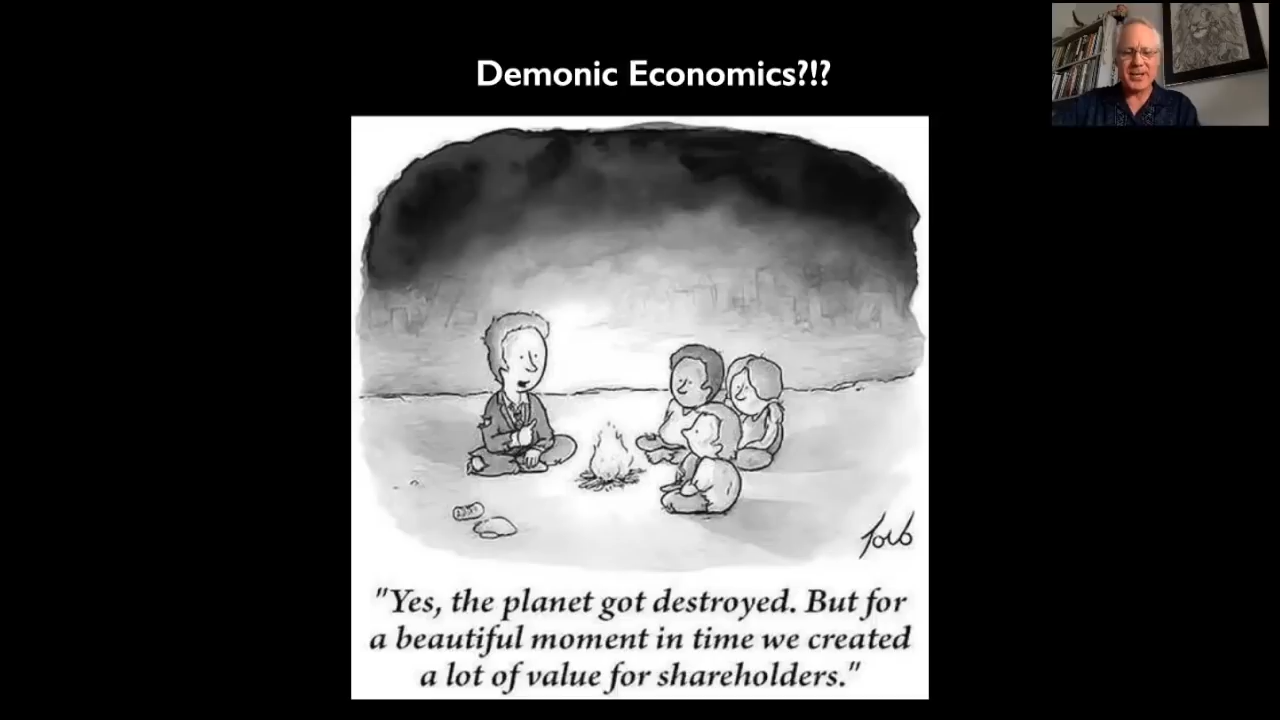 Demonic Economics?!?
"Yes, the planet got destroyed. But for
a beautiful moment in time we created
a lot of value for shareholders."